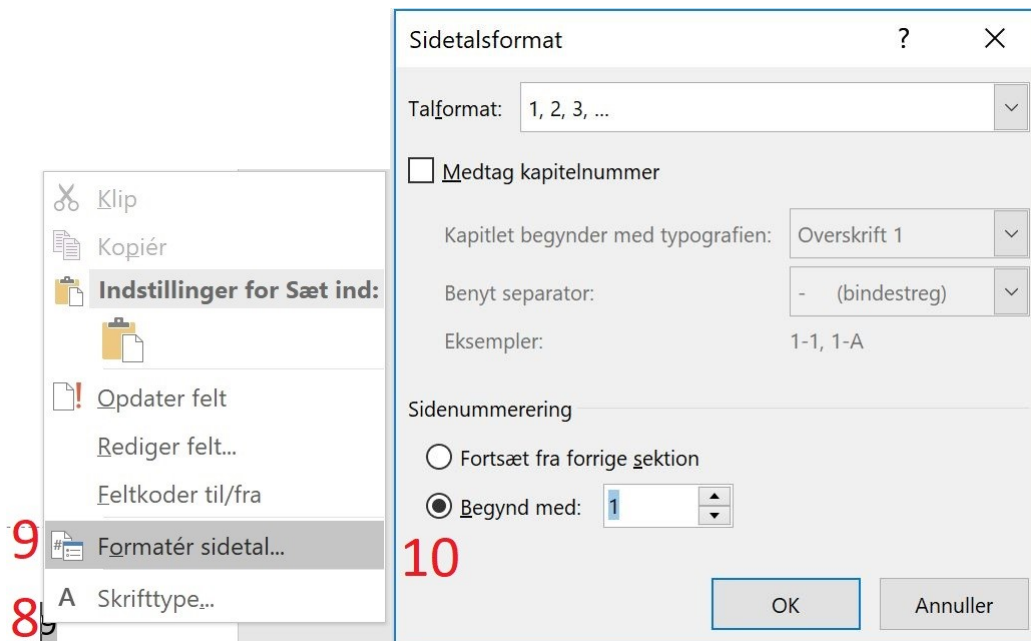 Klip
Kopiér
Indstillinger for Sæt ind:
Opdater felt
Rediger felt...
Feltkoder til/fra
9 Formatér sidetal...
A Skrifttype...
8
9
Sidetalsformat ?
Talformat: 1, 2, 3, ...
Medtag kapitelnummer
Kapitlet begynder med typografien: Overskrift 1
Benyt separator: - (bindestreg)
Eksempler: 1-1, 1-A
Sidenummerering
Fortsæt fra forrige sektion
Begynd med: 1
10
OK Annuller